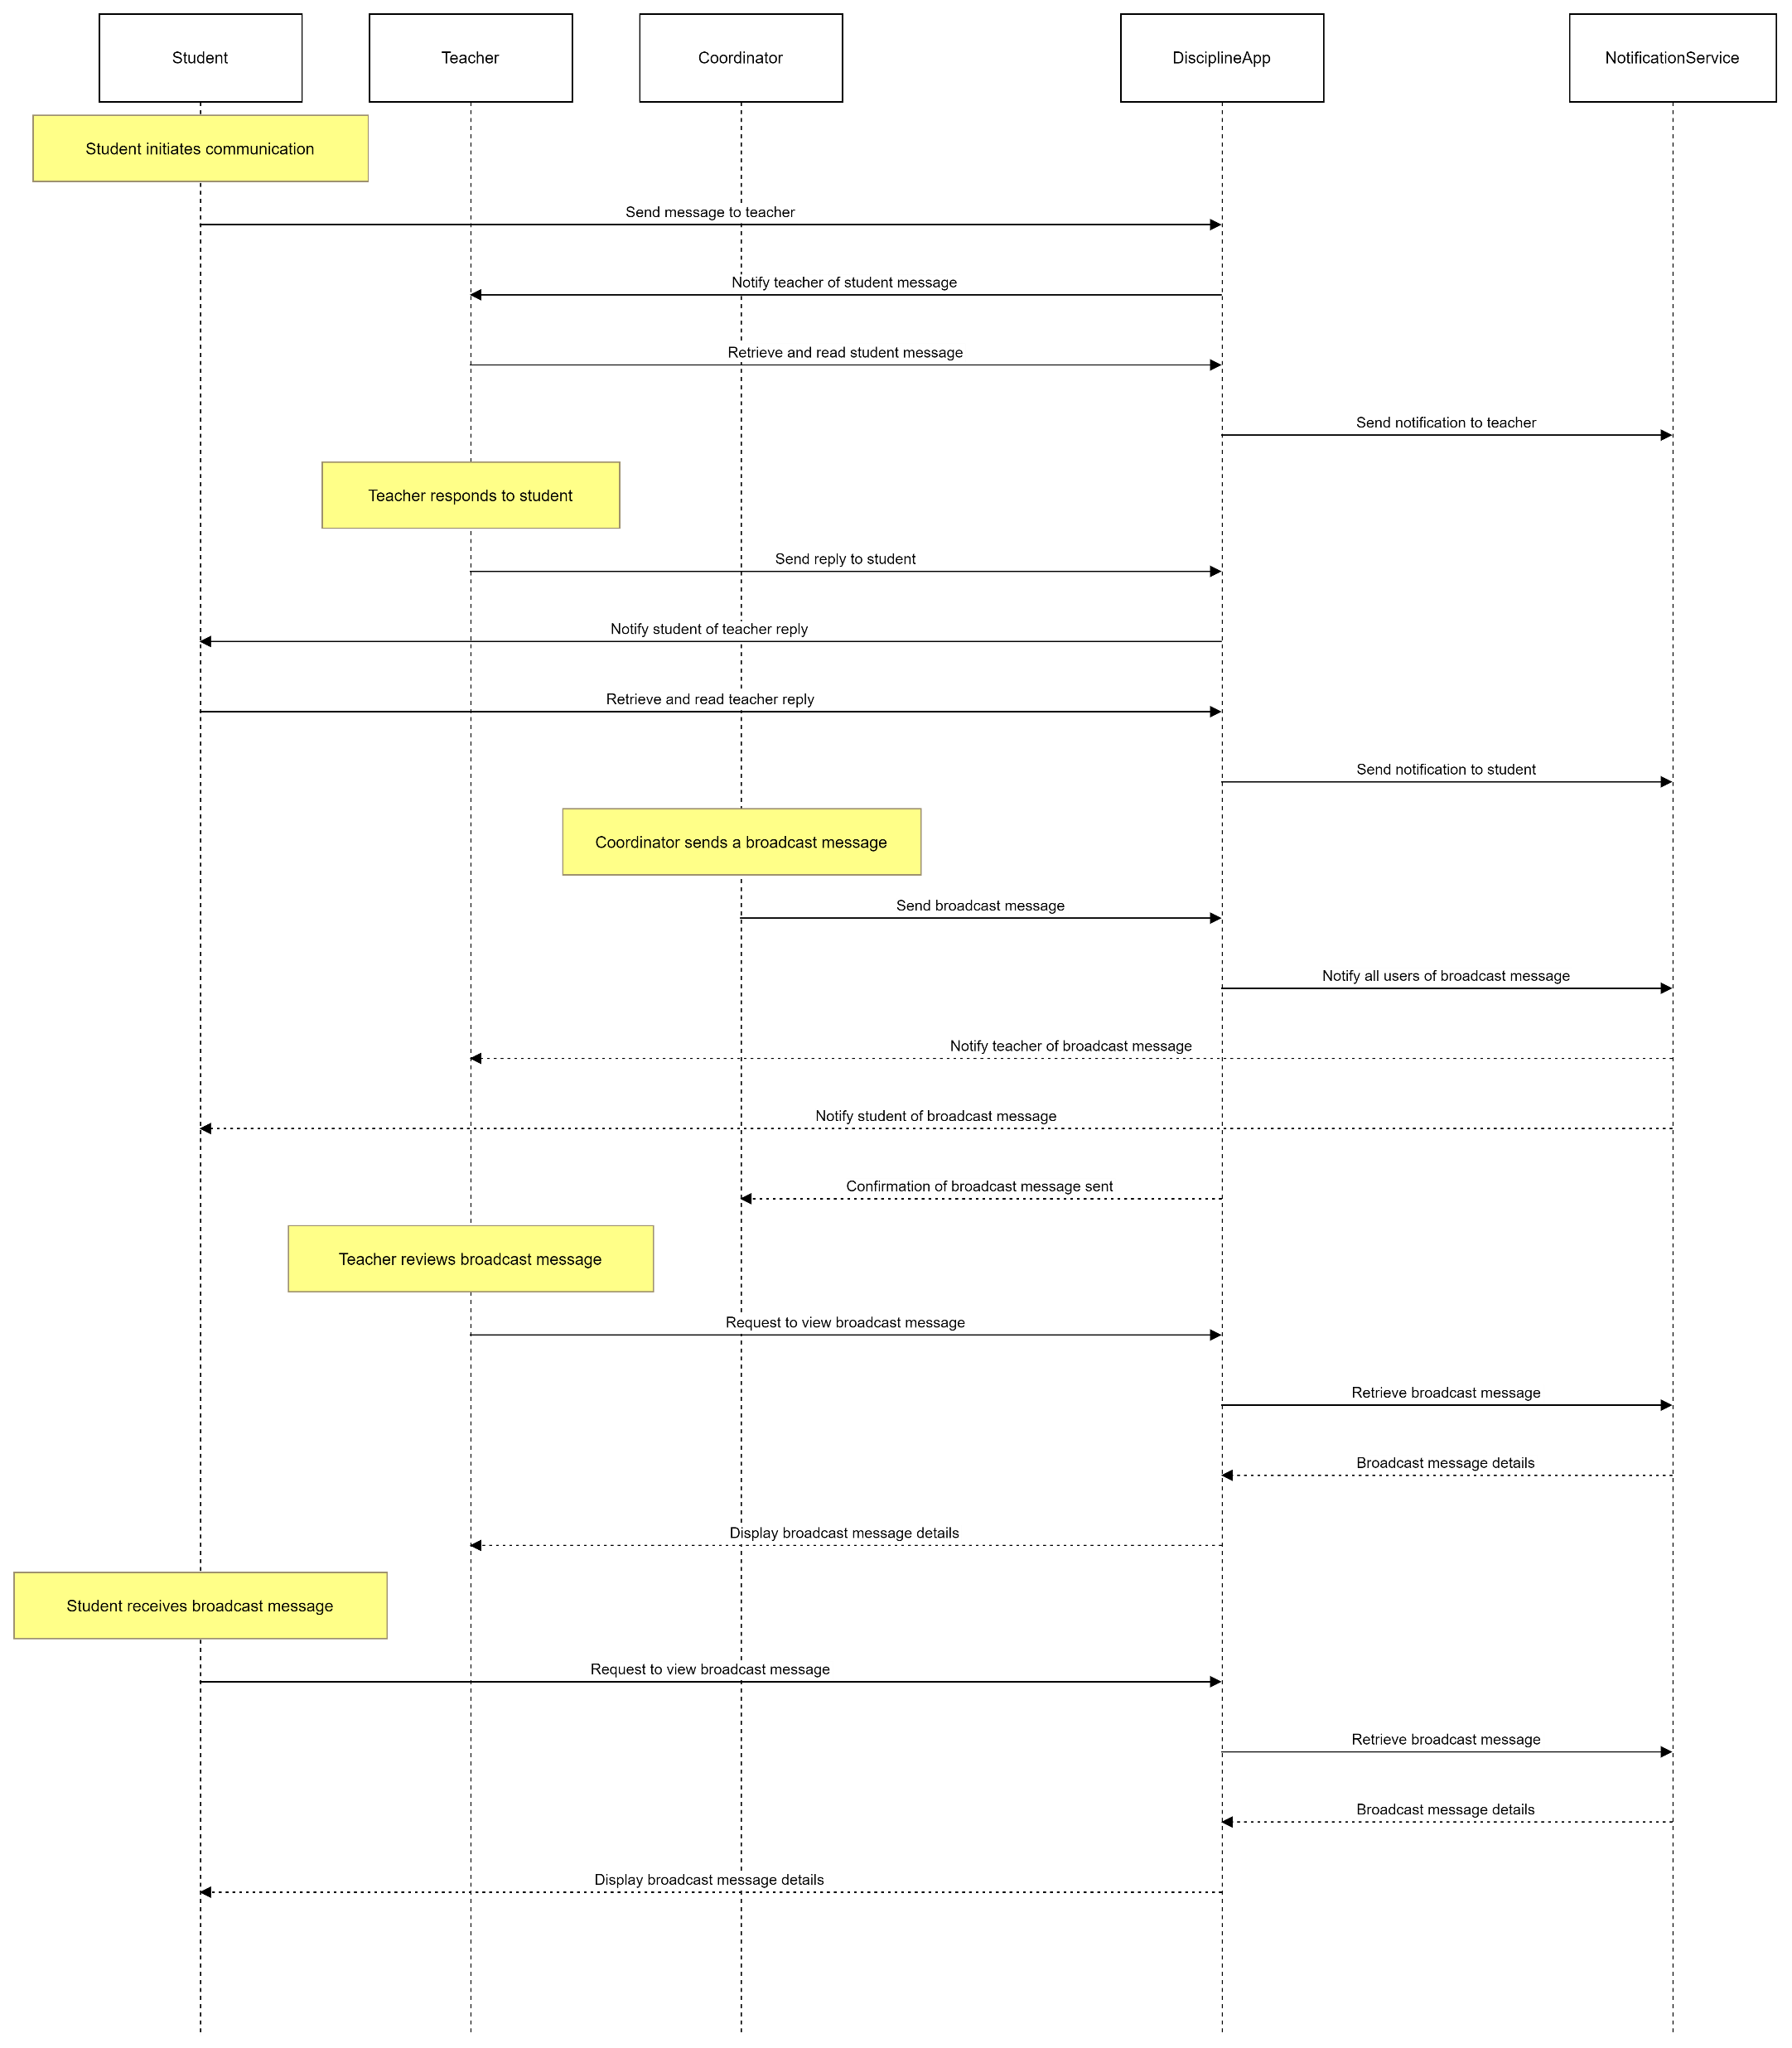 Student
Teacher
Coordinator
DisciplineApp
NotificationService
Student initiates communication
Send message to teacher
Notify teacher of student message
Retrieve and read student message
Send notification to teacher
Teacher responds to student
Send reply to student
Notify student of teacher reply
Retrieve and read teacher reply
Send notification to student
Coordinator sends a broadcast message
Send broadcast message
Notify all users of broadcast message
Notify teacher of broadcast message
Notify student of broadcast message
Confirmation of broadcast message sent
Teacher reviews broadcast message
Request to view broadcast message
Retrieve broadcast message
Broadcast message details
Display broadcast message details
Student receives broadcast message
Request to view broadcast message
Retrieve broadcast message
Broadcast message details
Display broadcast message details